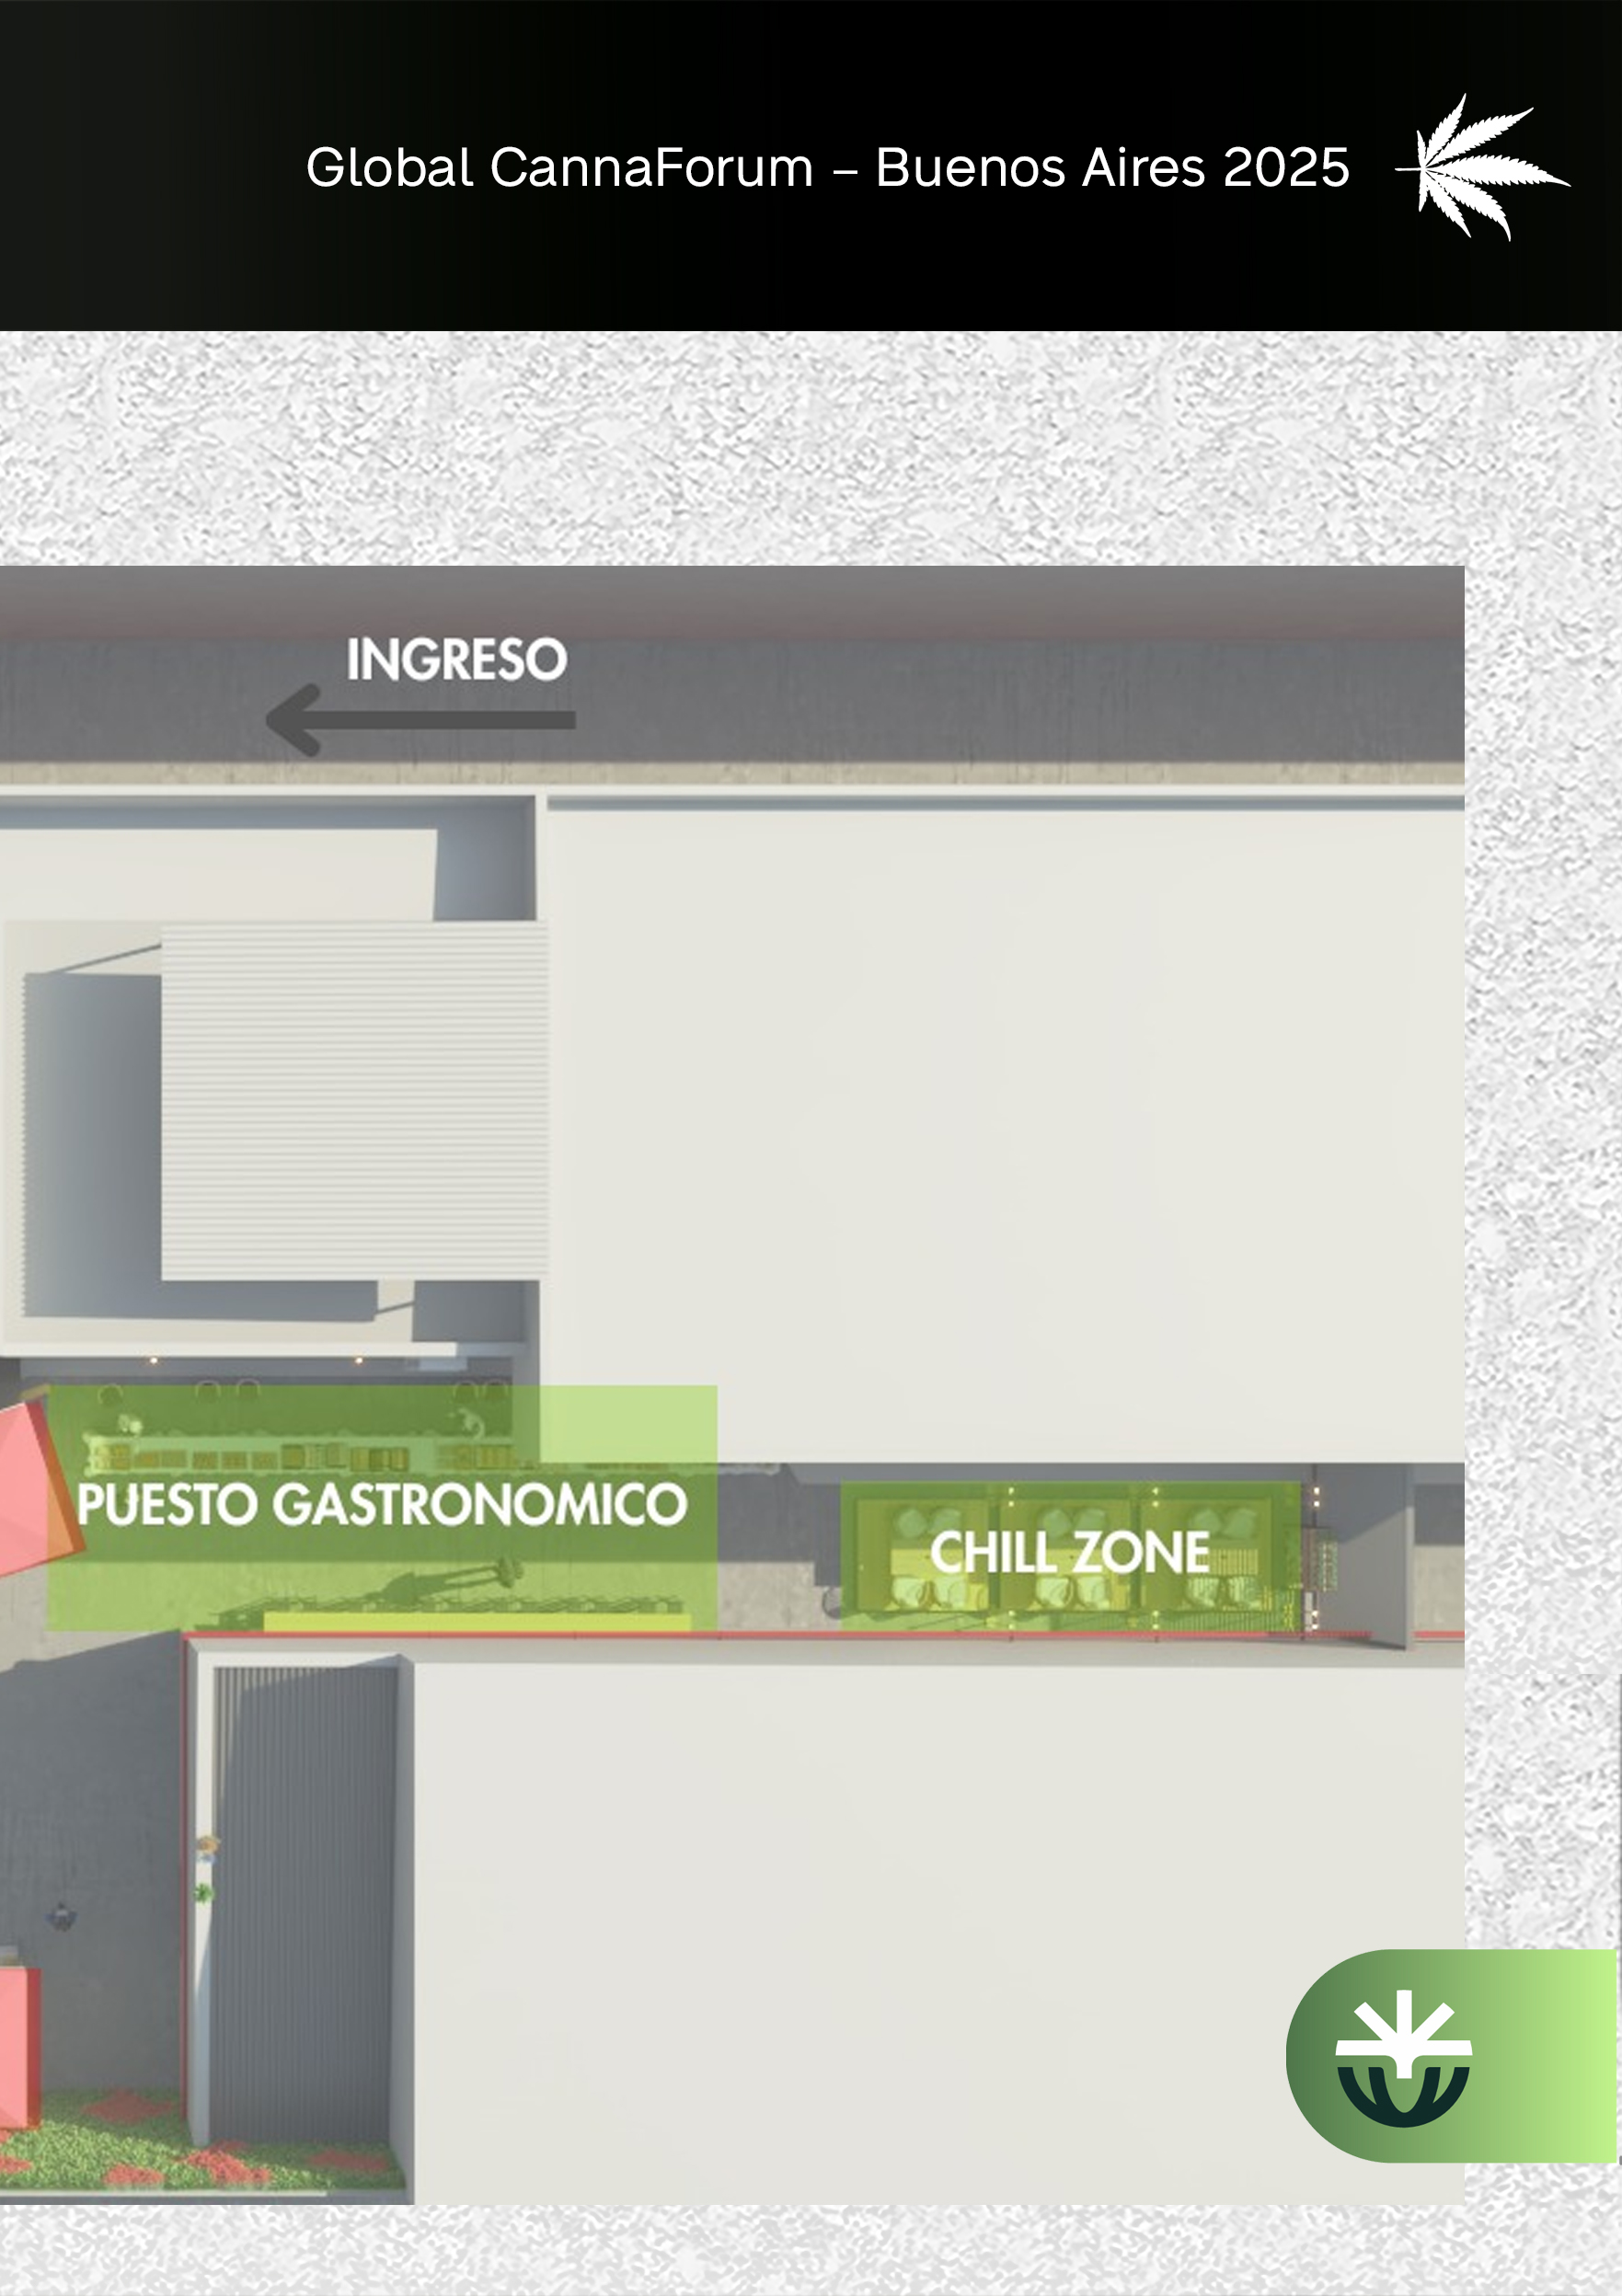 Global CannaForum – Buenos Aires 2025
INGRESO
PUESTO GASTRONOMICO
CHILL ZONE